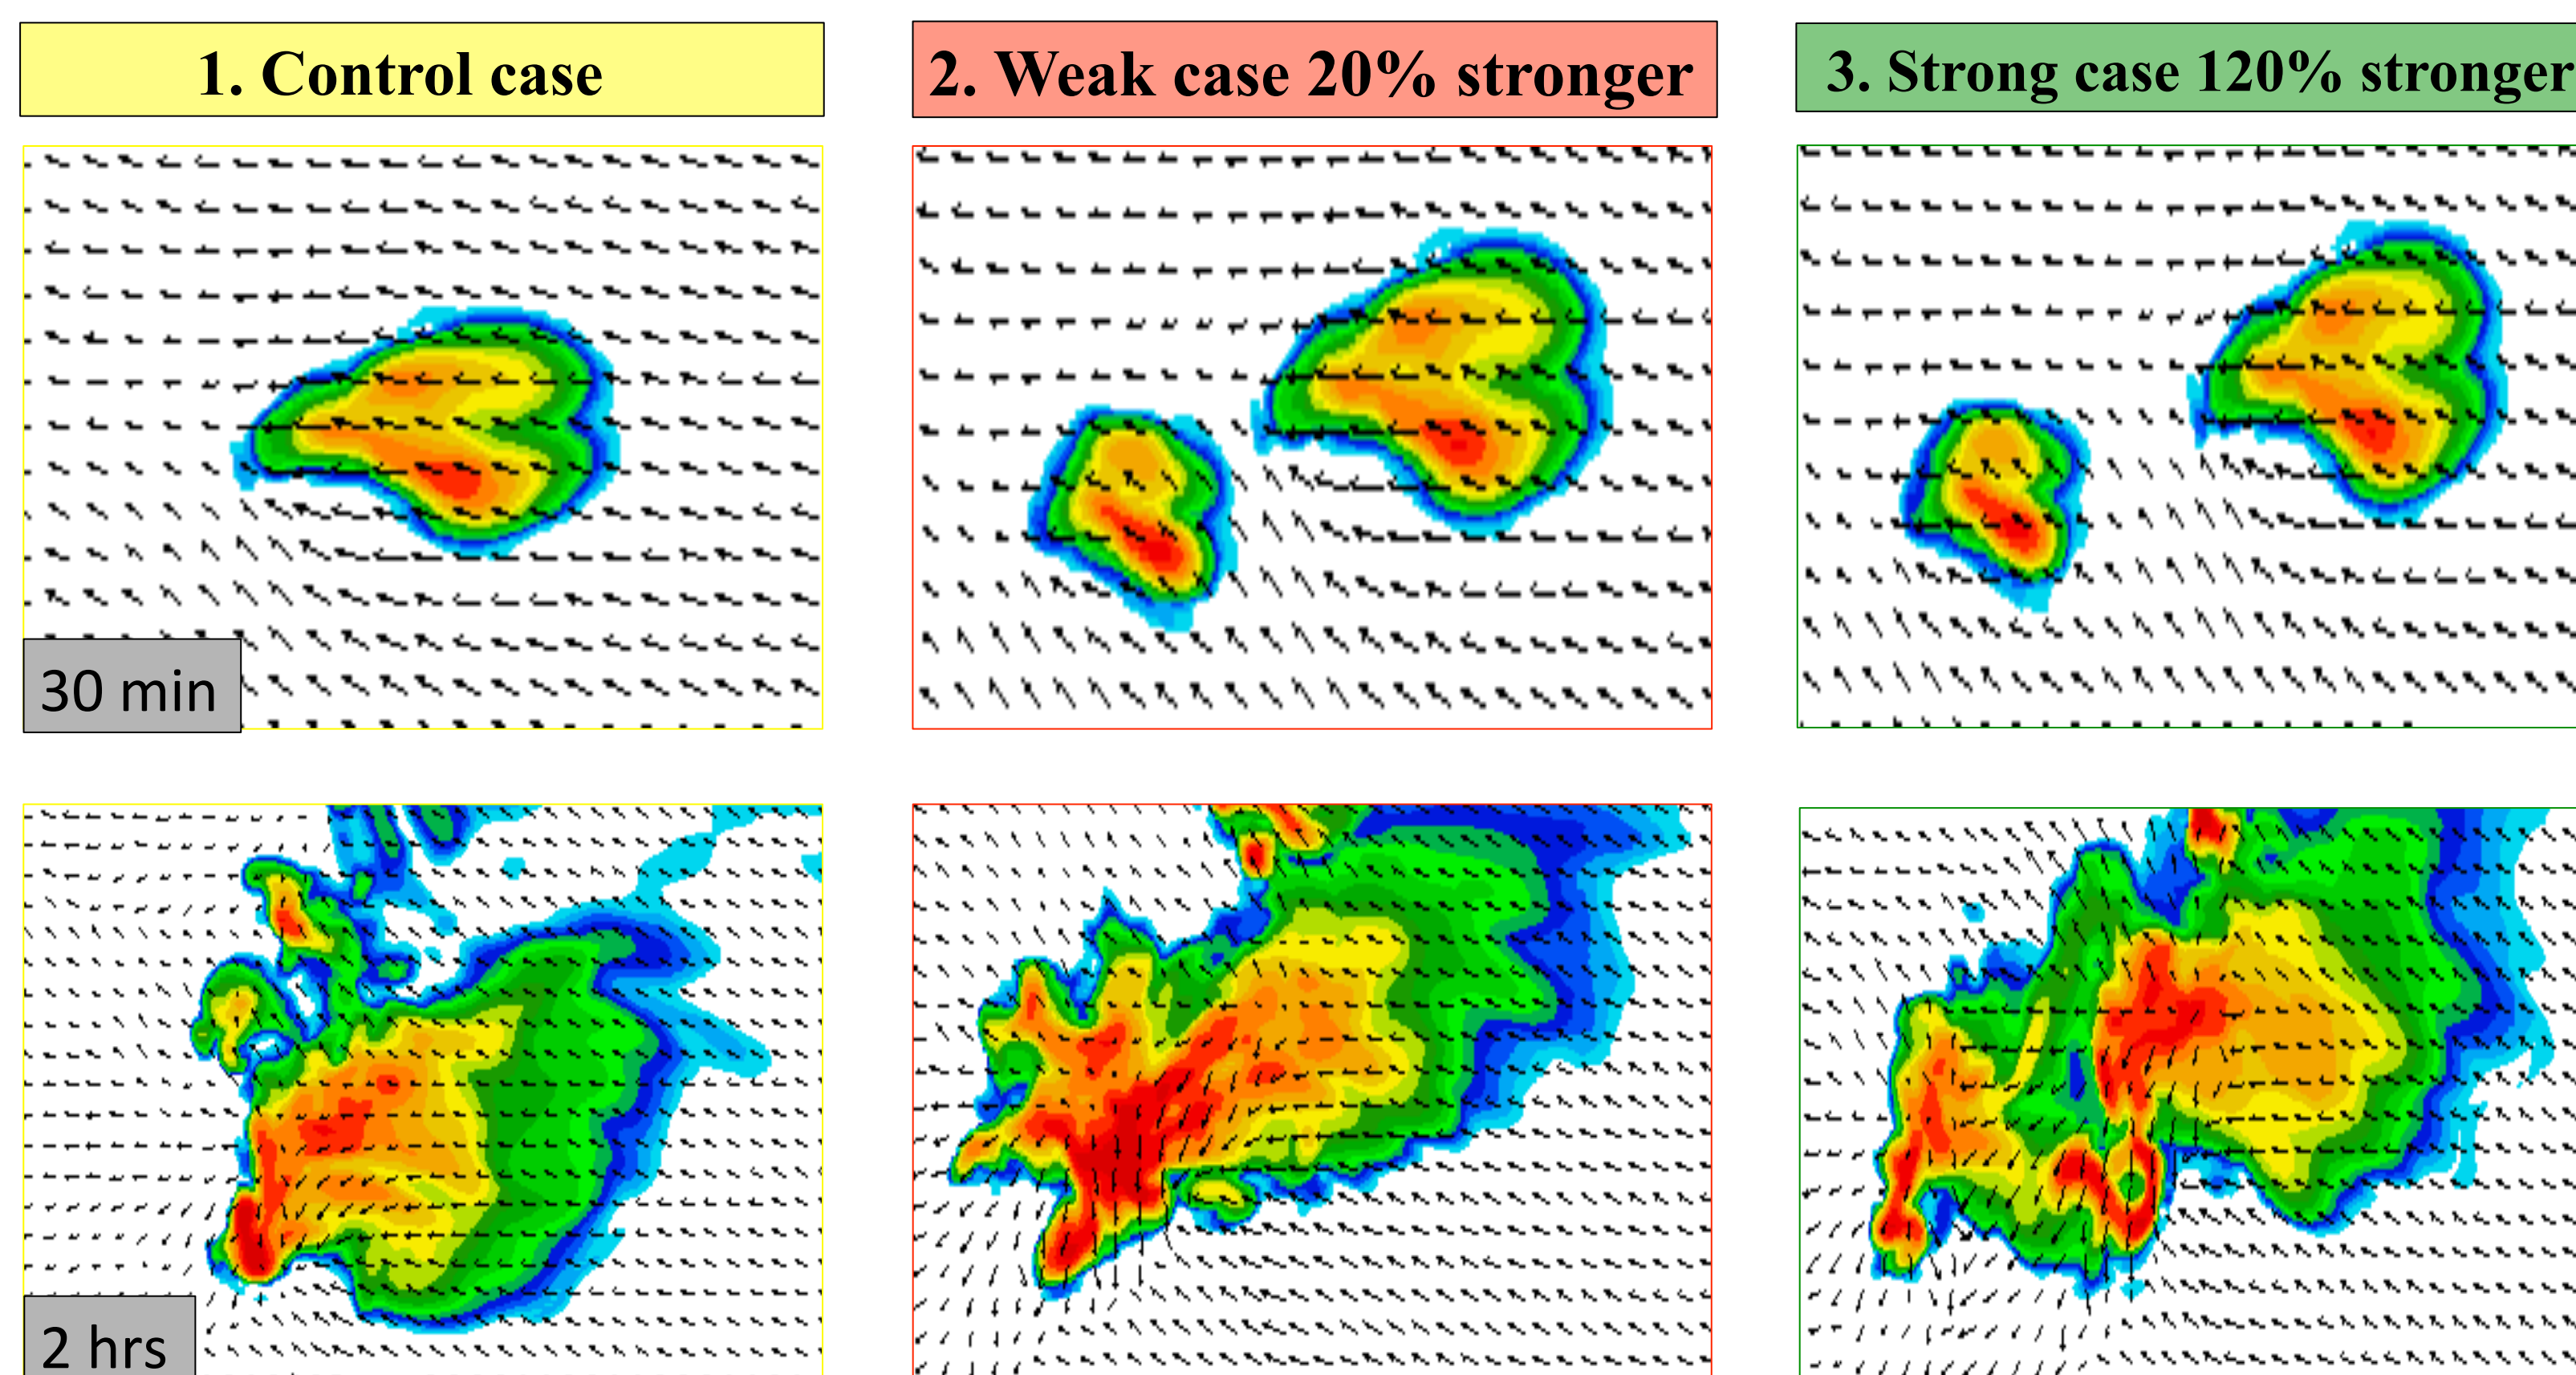 1. Control case
2. Weak case 20% stronger
3. Strong case 120% stronger
30 min
2 hrs